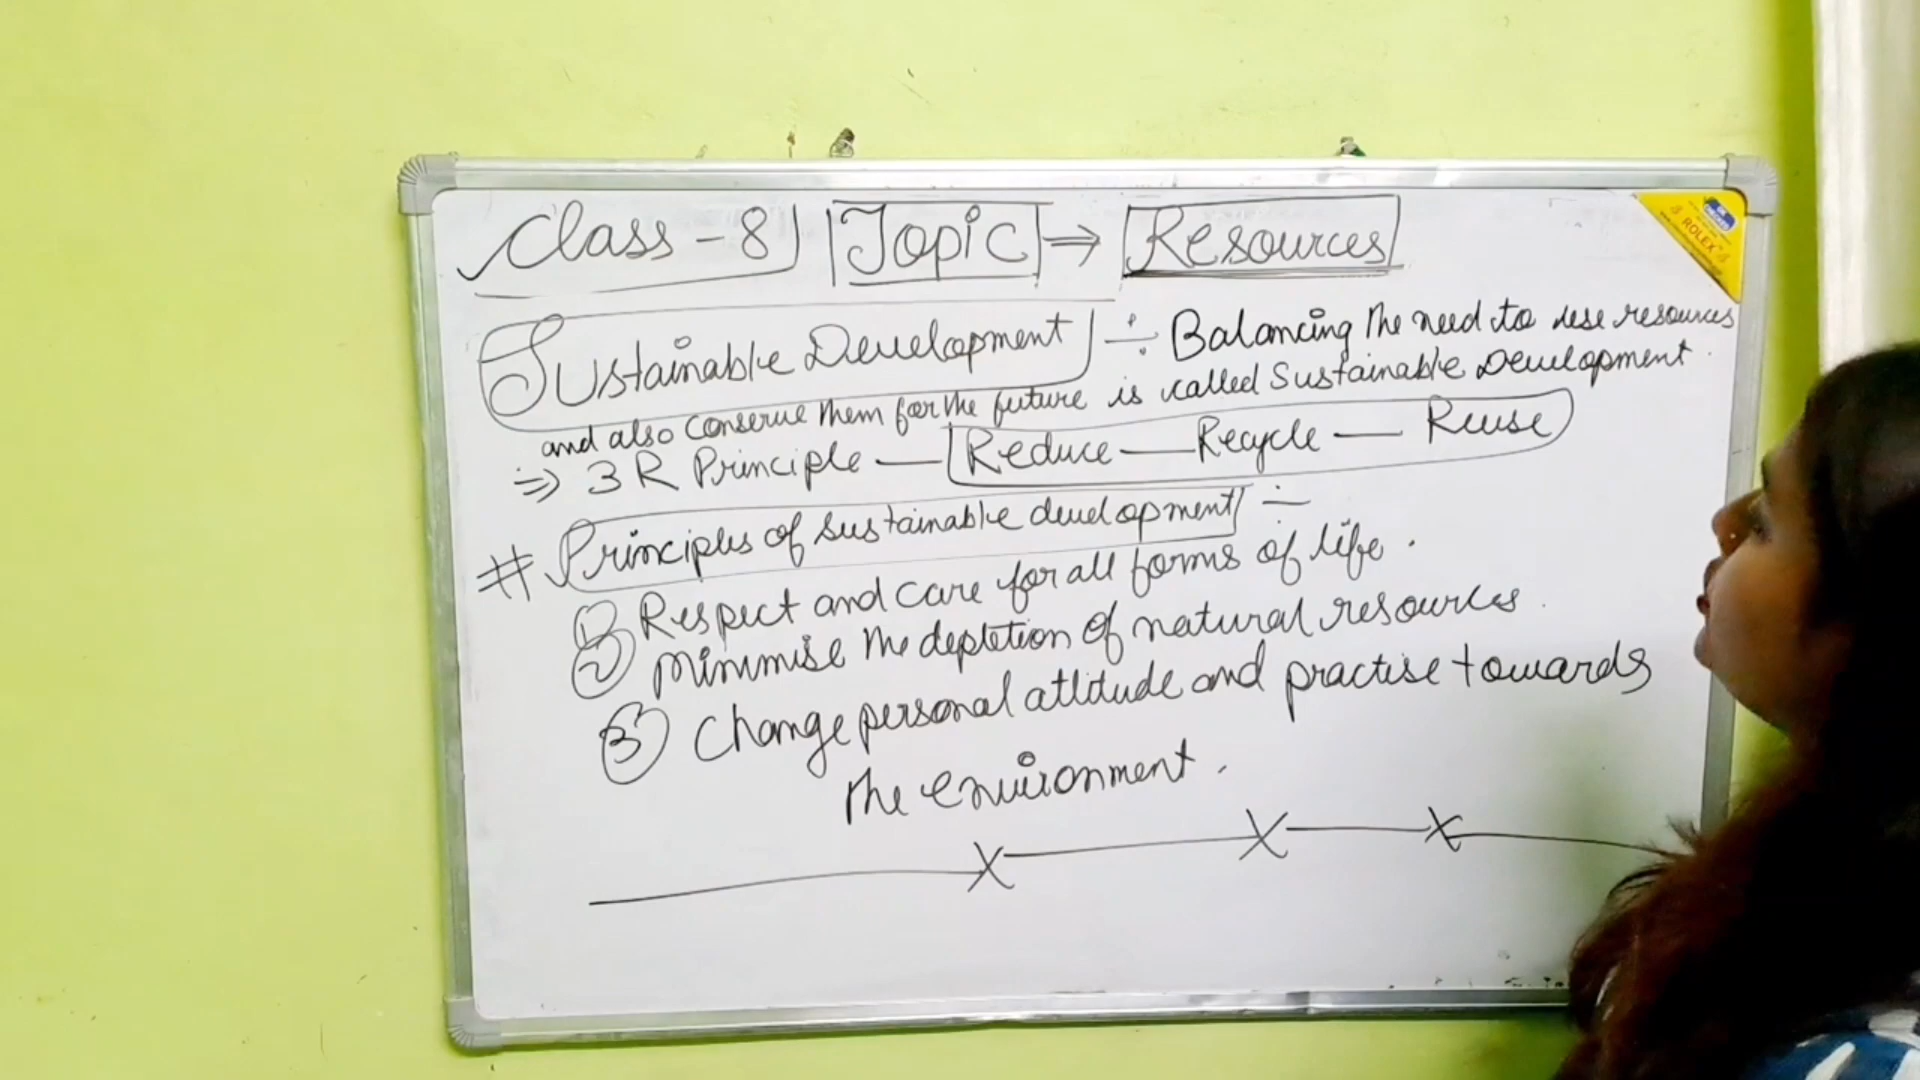 Class - 8 Topic ⇒ Resources
Sustainable Development ÷ Balancing the need to use resources
and also conserve them for the future is called Sustainable Development.
⇒ 3 R Principle — Reduce — Recycle — Reuse
# Principles of sustainable development ÷
① Respect and care for all forms of life.
② Minimise the depletion of natural resources.
③ Change personal attitude and practise towards
the environment.
ROLEX